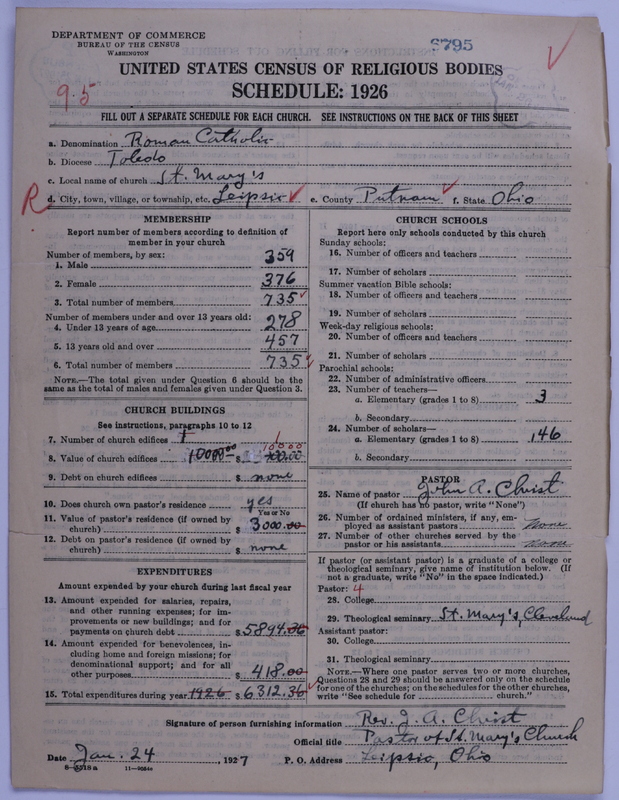 DEPARTMENT OF COMMERCE
BUREAU OF THE CENSUS
WASHINGTON
6795
UNITED STATES CENSUS OF RELIGIOUS BODIES
SCHEDULE: 1926
95
FILL OUT A SEPARATE SCHEDULE FOR EACH CHURCH. SEE INSTRUCTIONS ON THE BACK OF THIS SHEET
a. Denomination Roman Catholic
b. Diocese Toledo
c. Local name of church St. Mary's
R d. City, town, village, or township, etc. Leipsic e. County Putnam f. State Ohio
MEMBERSHIP
Report number of members according to definition of
member in your church
Number of members, by sex:
1. Male 359
2. Female 376
3. Total number of members 735
Number of members under and over 13 years old:
4. Under 13 years of age 278
5. 13 years old and over 457
6. Total number of members 735
NOTE.—The total given under Question 6 should be the
same as the total of males and females given under Question 3.
CHURCH BUILDINGS
See instructions, paragraphs 10 to 12
7. Number of church edifices 1 1
8. Value of church edifices 10000.00 $
9. Debt on church edifices $ none
10. Does church own pastor's residence yes
Yes or No
11. Value of pastor's residence (if owned by
church) $ 3000.00
12. Debt on pastor's residence (if owned by
church) $ none
EXPENDITURES
Amount expended by your church during last fiscal year
13. Amount expended for salaries, repairs,
and other running expenses; for im-
provements or new buildings; and for
payments on church debt $ 5894.36
14. Amount expended for benevolences, in-
cluding home and foreign missions; for
denominational support; and for all
other purposes $ 418.00
15. Total expenditures during year 1926 $ 6312.36
CHURCH SCHOOLS
Report here only schools conducted by this church
Sunday schools:
16. Number of officers and teachers
17. Number of scholars
Summer vacation Bible schools:
18. Number of officers and teachers
19. Number of scholars
Week-day religious schools:
20. Number of officers and teachers
21. Number of scholars
Parochial schools:
22. Number of administrative officers
23. Number of teachers—
a. Elementary (grades 1 to 8) 3
b. Secondary
24. Number of scholars—
a. Elementary (grades 1 to 8) 146
b. Secondary
PASTOR
25. Name of pastor John A. Christ
(If church has no pastor, write "None")
26. Number of ordained ministers, if any, em-
ployed as assistant pastors None
27. Number of other churches served by the
pastor or his assistants none
If pastor (or assistant pastor) is a graduate of a college or
theological seminary, give name of institution below. (If
not a graduate, write "No" in the space indicated.)
Pastor: 4
28. College
29. Theological seminary St. Mary's, Cleveland
Assistant pastor:
30. College
31. Theological seminary
NOTE.—Where one pastor serves two or more churches,
Questions 28 and 29 should be answered only on the schedule
for one of the churches; on the schedules for the other churches,
write "See schedule for church."
Signature of person furnishing information Rev. J. A. Christ
Official title Pastor of St. Mary's Church
Date Jan. 24, 1927 P. O. Address Leipsic, Ohio